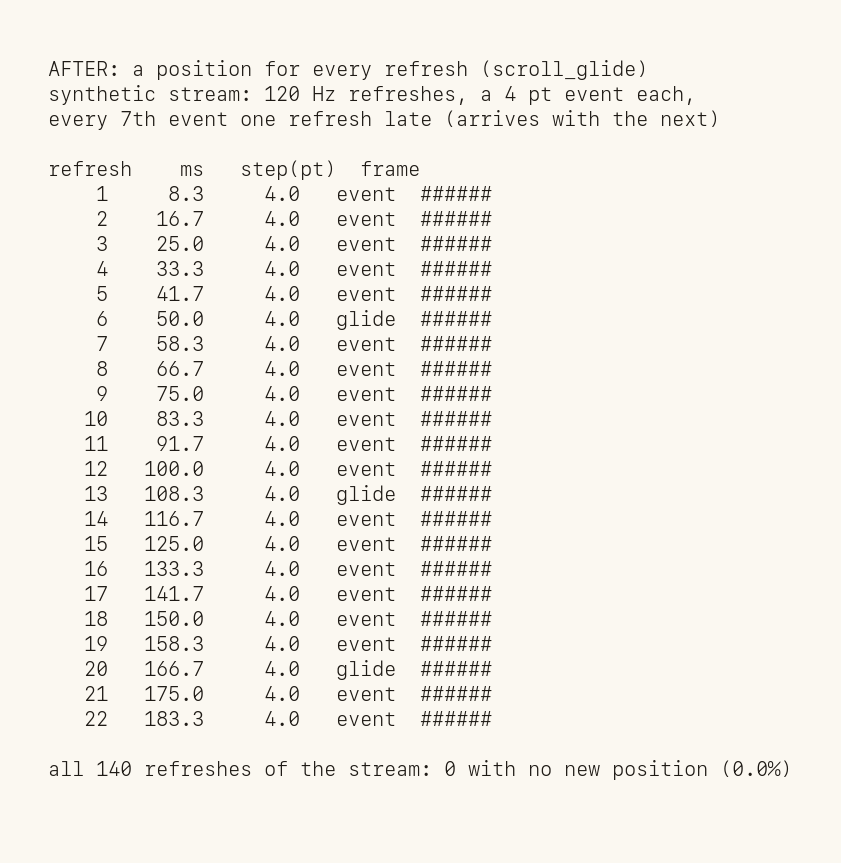 AFTER: a position for every refresh (scroll_glide)
synthetic stream: 120 Hz refreshes, a 4 pt event each,
every 7th event one refresh late (arrives with the next)

refresh    ms   step(pt)  frame
    1     8.3     4.0   event  ######
    2    16.7     4.0   event  ######
    3    25.0     4.0   event  ######
    4    33.3     4.0   event  ######
    5    41.7     4.0   event  ######
    6    50.0     4.0   glide  ######
    7    58.3     4.0   event  ######
    8    66.7     4.0   event  ######
    9    75.0     4.0   event  ######
   10    83.3     4.0   event  ######
   11    91.7     4.0   event  ######
   12   100.0     4.0   event  ######
   13   108.3     4.0   glide  ######
   14   116.7     4.0   event  ######
   15   125.0     4.0   event  ######
   16   133.3     4.0   event  ######
   17   141.7     4.0   event  ######
   18   150.0     4.0   event  ######
   19   158.3     4.0   event  ######
   20   166.7     4.0   glide  ######
   21   175.0     4.0   event  ######
   22   183.3     4.0   event  ######

all 140 refreshes of the stream: 0 with no new position (0.0%)